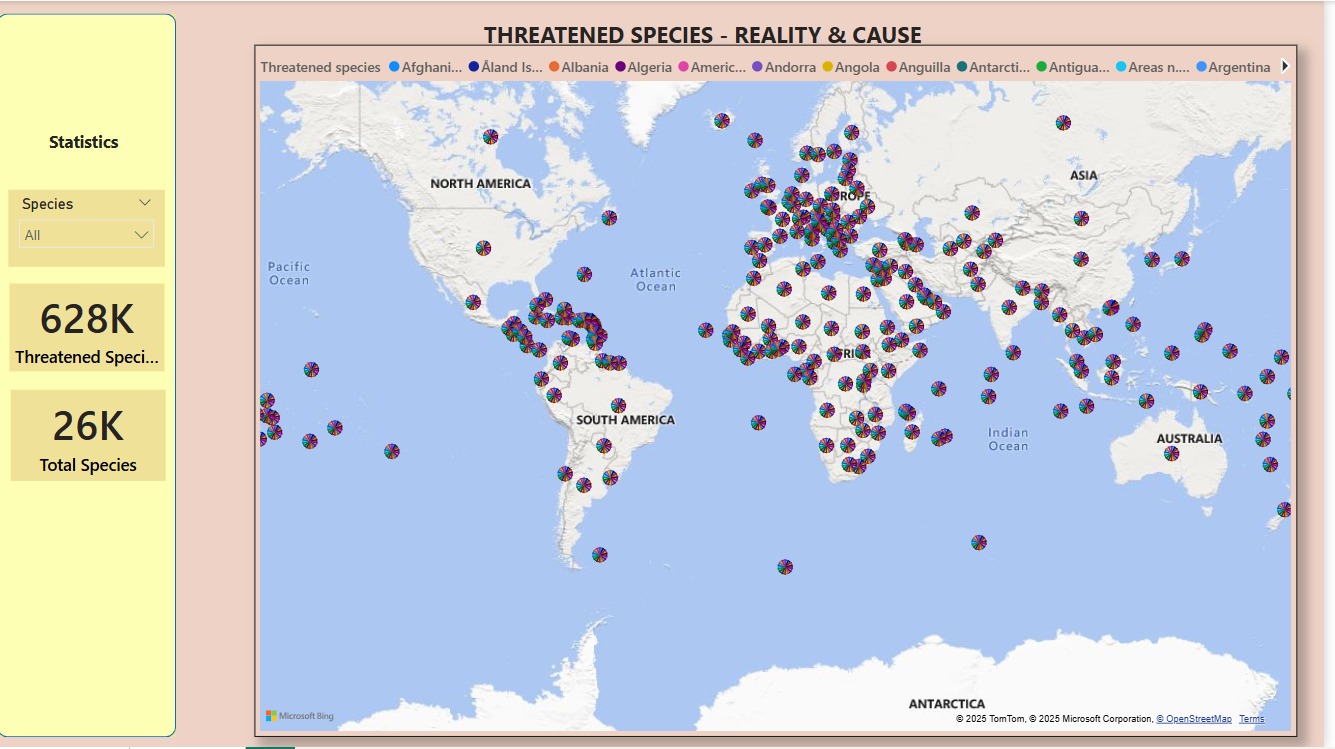 THREATENED SPECIES - REALITY & CAUSE
Statistics
Species
All
628K
Threatened Speci...
26K
Total Species
Threatened species Afghani... Åland Is... Albania Algeria Americ... Andorra Angola Anguilla Antarcti... Antigua... Areas n.... Argentina
NORTH AMERICA
ASIA
Pacific
Ocean
Atlantic
Ocean
SOUTH AMERICA
Indian
Ocean
AUSTRALIA
ANTARCTICA
Microsoft Bing
© 2025 TomTom, © 2025 Microsoft Corporation, © OpenStreetMap Terms